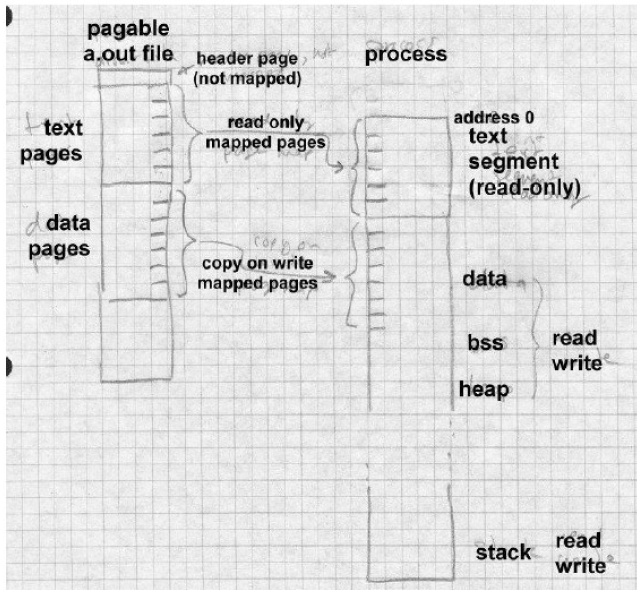 pagable
a.out file
header page
(not mapped)
process
text
pages
read only
mapped pages
address 0
text
segment
(read-only)
data
pages
copy on write
mapped pages
data
bss
heap
read
write
stack
read
write